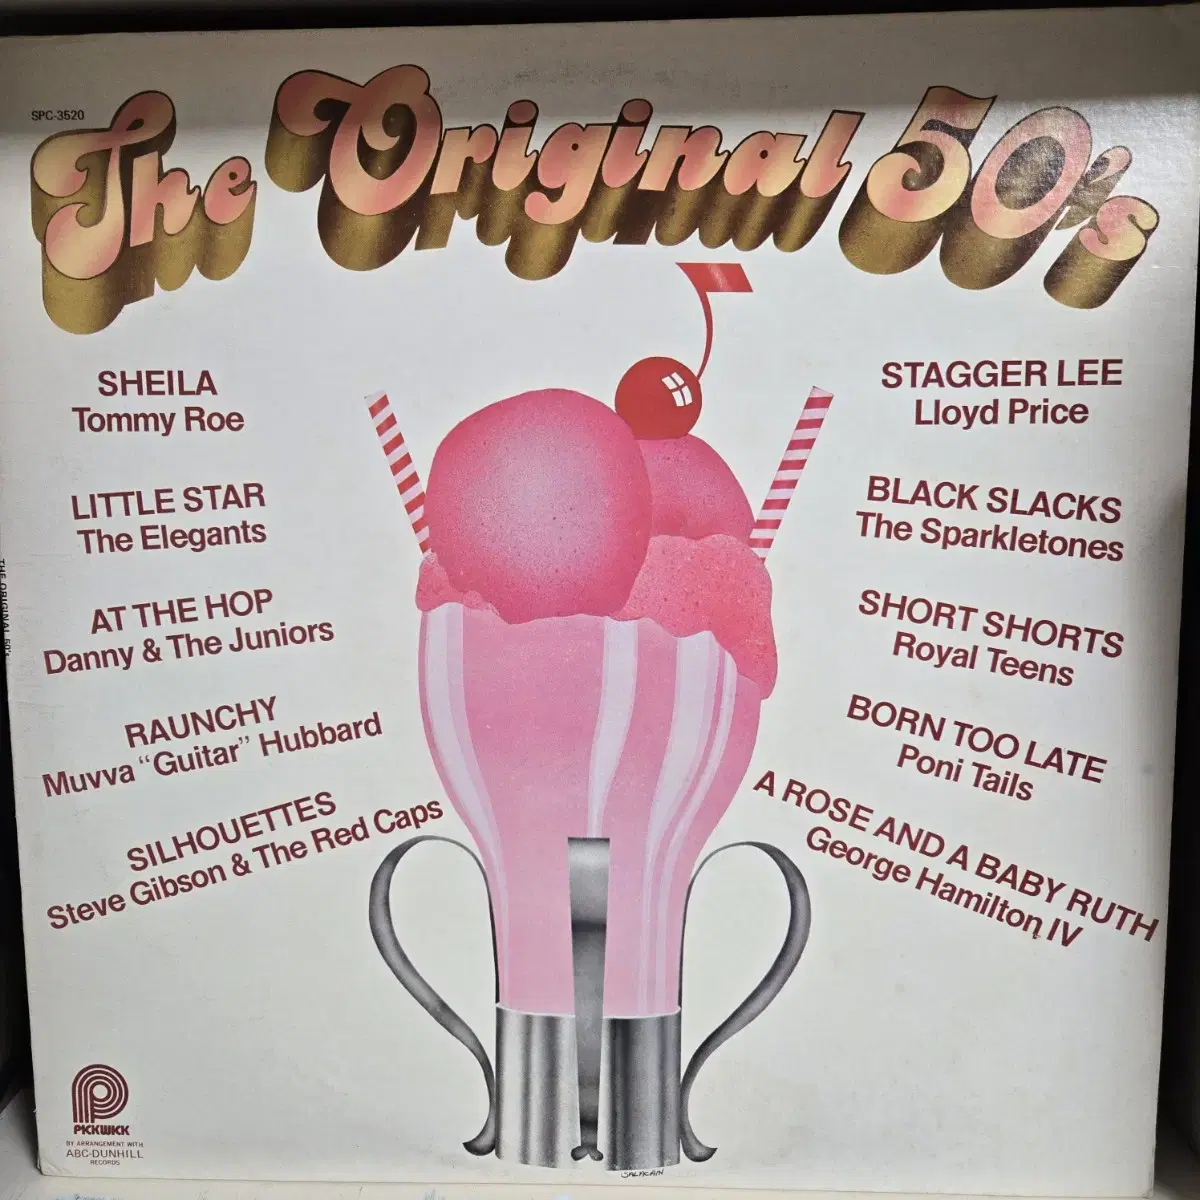 SPC-3520
The Original 50's
SHEILA
Tommy Roe
LITTLE STAR
The Elegants
AT THE HOP
Danny & The Juniors
RAUNCHY
Muvva "Guitar" Hubbard
SILHOUETTES
Steve Gibson & The Red Caps
STAGGER LEE
Lloyd Price
BLACK SLACKS
The Sparkletones
SHORT SHORTS
Royal Teens
BORN TOO LATE
Poni Tails
A ROSE AND A BABY RUTH
George Hamilton IV
PICKWICK
BY ARRANGEMENT WITH
ABC-DUNHILL
RECORDS
THE ORIGINAL 50's